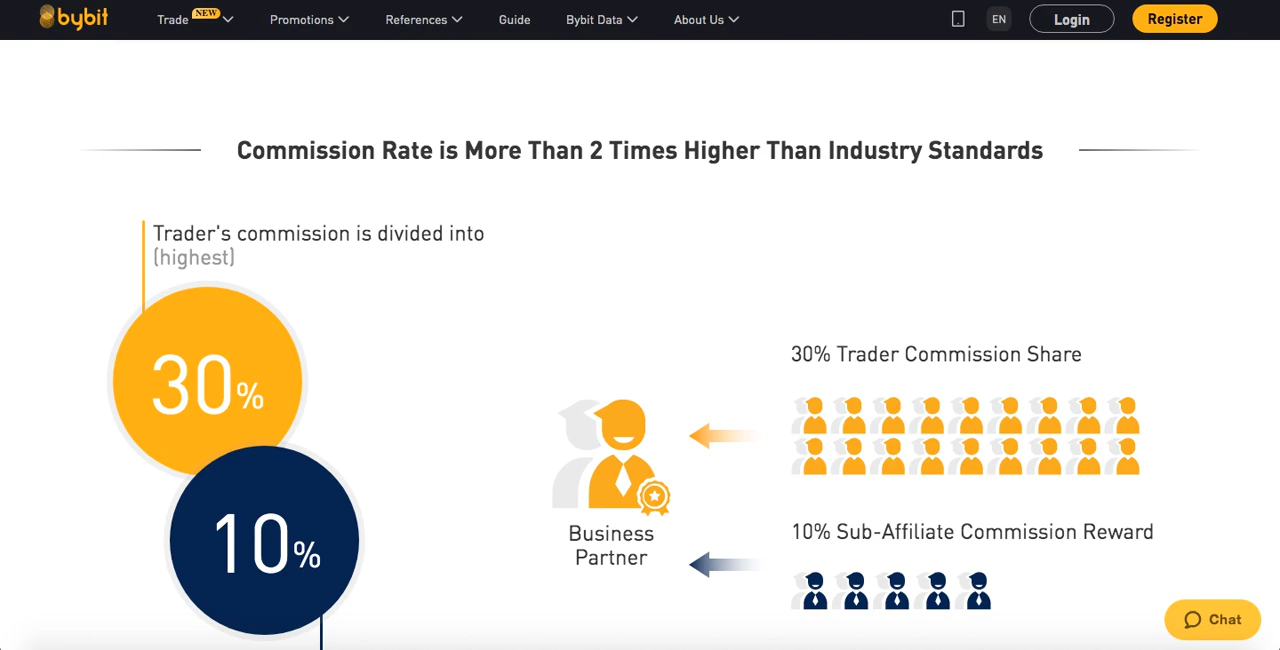 bybit
Trade NEW
Promotions
References
Guide
Bybit Data
About Us
EN
Login
Register
Commission Rate is More Than 2 Times Higher Than Industry Standards
Trader's commission is divided into
(highest)
30%
10%
Business
Partner
30% Trader Commission Share
10% Sub-Affiliate Commission Reward
Chat